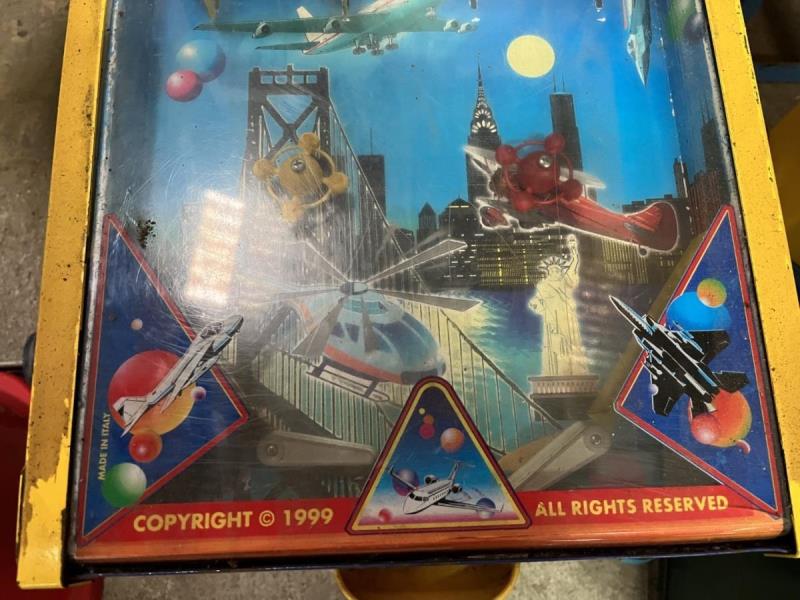 MADE IN ITALY
COPYRIGHT © 1999
ALL RIGHTS RESERVED